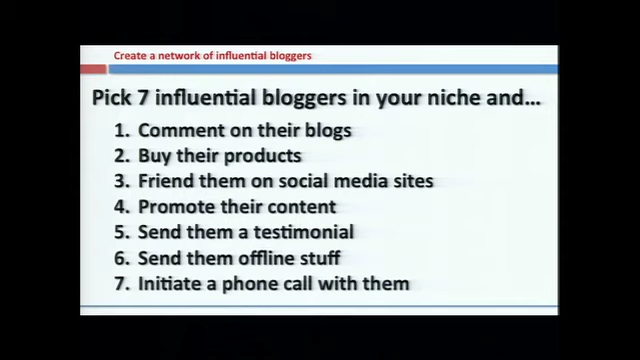 Create a network of influential bloggers
Pick 7 influential bloggers in your niche and...
1. Comment on their blogs
2. Buy their products
3. Friend them on social media sites
4. Promote their content
5. Send them a testimonial
6. Send them offline stuff
7. Initiate a phone call with them